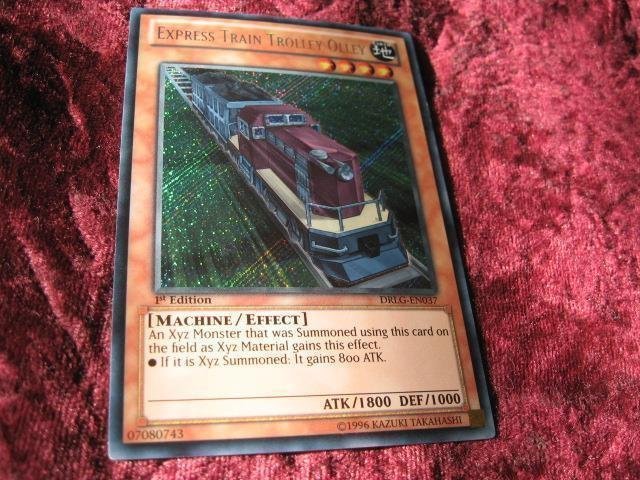 EXPRESS TRAIN TROLLEY OLLEY
地
1st Edition
DRLG-EN037
[MACHINE/EFFECT]
An Xyz Monster that was Summoned using this card on
the field as Xyz Material gains this effect.
● If it is Xyz Summoned: It gains 800 ATK.
ATK/1800 DEF/1000
07080743
©1996 KAZUKI TAKAHASHI